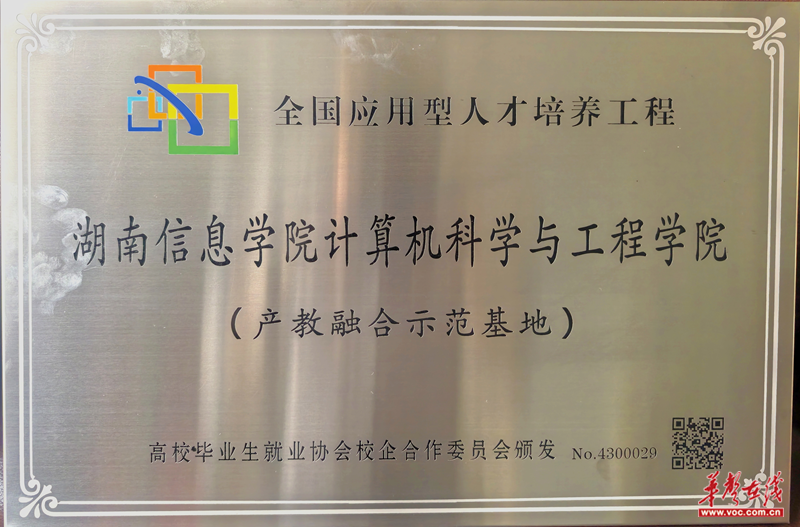 全国应用型人才培养工程
湖南信息学院计算机科学与工程学院
（产教融合示范基地）
高校毕业生就业协会校企合作委员会颁发 No.4300029
华声在线
www.voc.com.cn